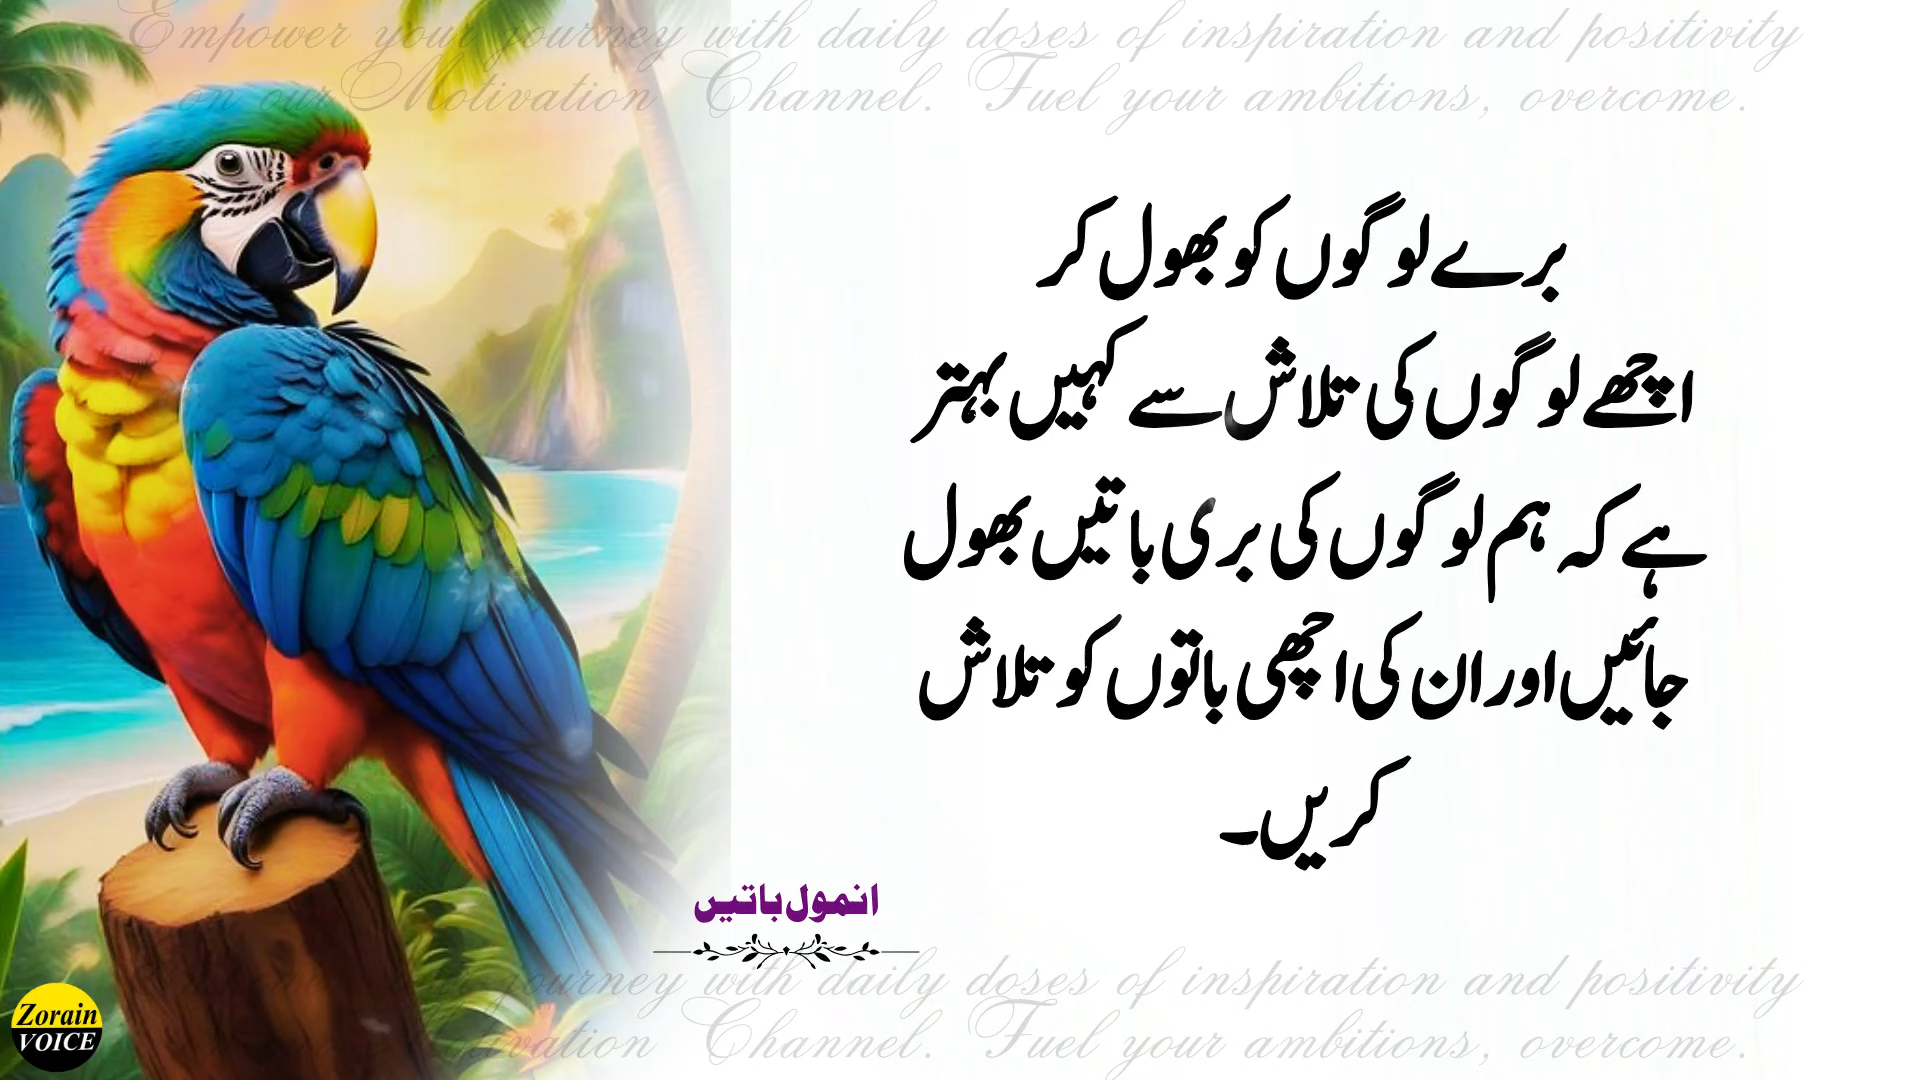 Empower your journey with daily doses of inspiration and positivity
on our Motivation Channel. Fuel your ambitions, overcome.
برے لوگوں کو بھول کر
اچھے لوگوں کی تلاش سے کہیں بہتر
ہے کہ ہم لوگوں کی بری باتیں بھول
جائیں اور ان کی اچھی باتوں کو تلاش
کریں۔
انمول باتیں
journey with daily doses of inspiration and positivity
Channel. Fuel your ambitions, overcome.
Zorain
VOICE